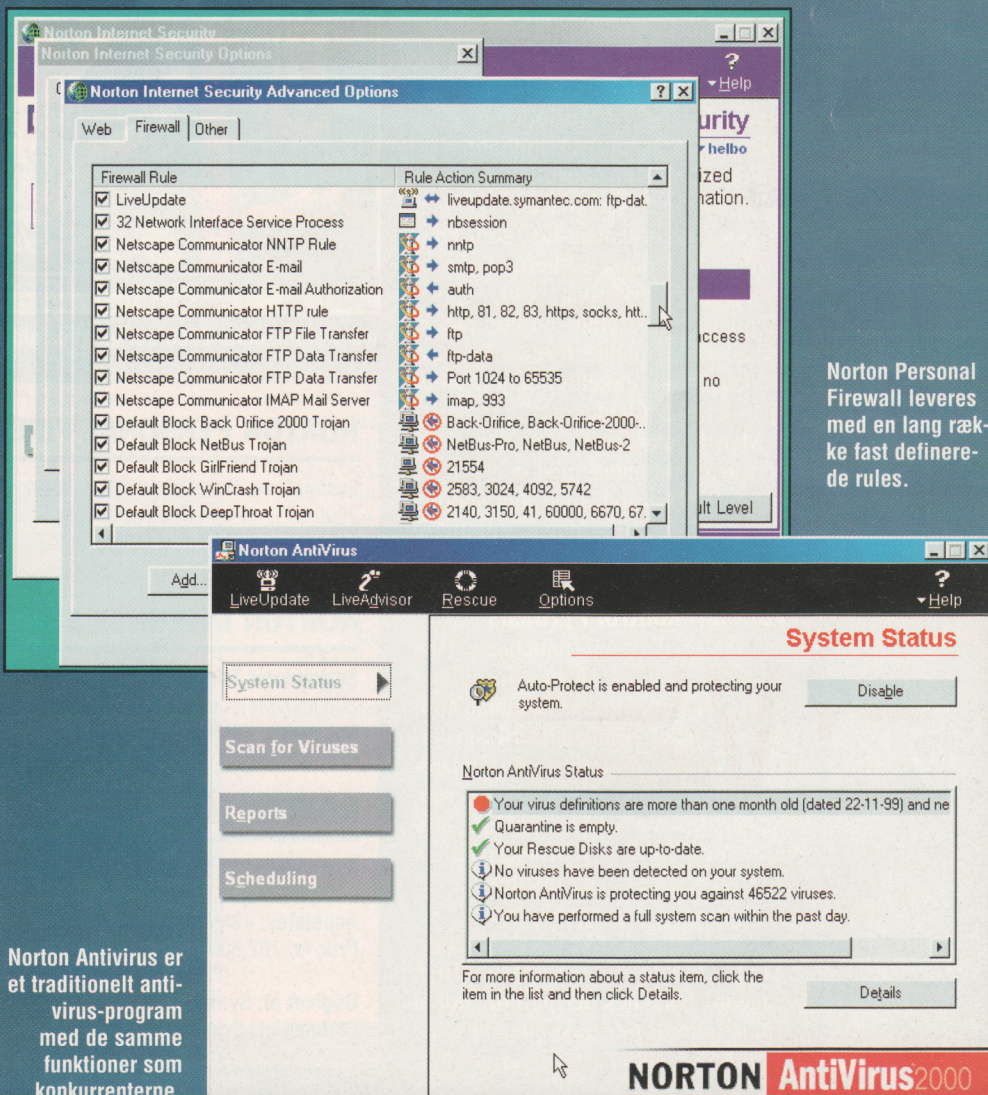 Norton Internet Security
Norton Internet Security Options
Help
Norton Internet Security Advanced Options
urity
helbo
ized
nation.
Web Firewall Other
Firewall Rule Rule Action Summary
LiveUpdate liveupdate.symantec.com: ftp-dat.
32 Network Interface Service Process nbsession
Netscape Communicator NNTP Rule nntp
Netscape Communicator E-mail smtp, pop3
Netscape Communicator E-mail Authorization auth
Netscape Communicator HTTP rule http, 81, 82, 83, https, socks, htt..
Netscape Communicator FTP File Transfer ftp
Netscape Communicator FTP Data Transfer ftp-data
Netscape Communicator FTP Data Transfer Port 1024 to 65535
Netscape Communicator IMAP Mail Server imap, 993
Default Block Back Orifice 2000 Trojan Back-Orifice, Back-Orifice-2000-..
Default Block NetBus Trojan NetBus-Pro, NetBus, NetBus-2
Default Block GirlFriend Trojan 21554
Default Block WinCrash Trojan 2583, 3024, 4092, 5742
Default Block DeepThroat Trojan 2140, 3150, 41, 60000, 6670, 67.
ccess
no
ult Level
Add...
Norton Personal
Firewall leveres
med en lang ræk-
ke fast definere-
de rules.
Norton AntiVirus
LiveUpdate LiveAdvisor Rescue Options Help
System Status
System Status
Auto-Protect is enabled and protecting your
system.
Disable
Scan for Viruses
Reports
Scheduling
Norton AntiVirus Status
Your virus definitions are more than one month old (dated 22-11-99) and ne
Quarantine is empty.
Your Rescue Disks are up-to-date.
No viruses have been detected on your system.
Norton AntiVirus is protecting you against 46522 viruses.
You have performed a full system scan within the past day.
For more information about a status item, click the
item in the list and then click Details.
Details
NORTON AntiVirus 2000
Norton Antivirus er
et traditionelt anti-
virus-program
med de samme
funktioner som
konkurrenterne.